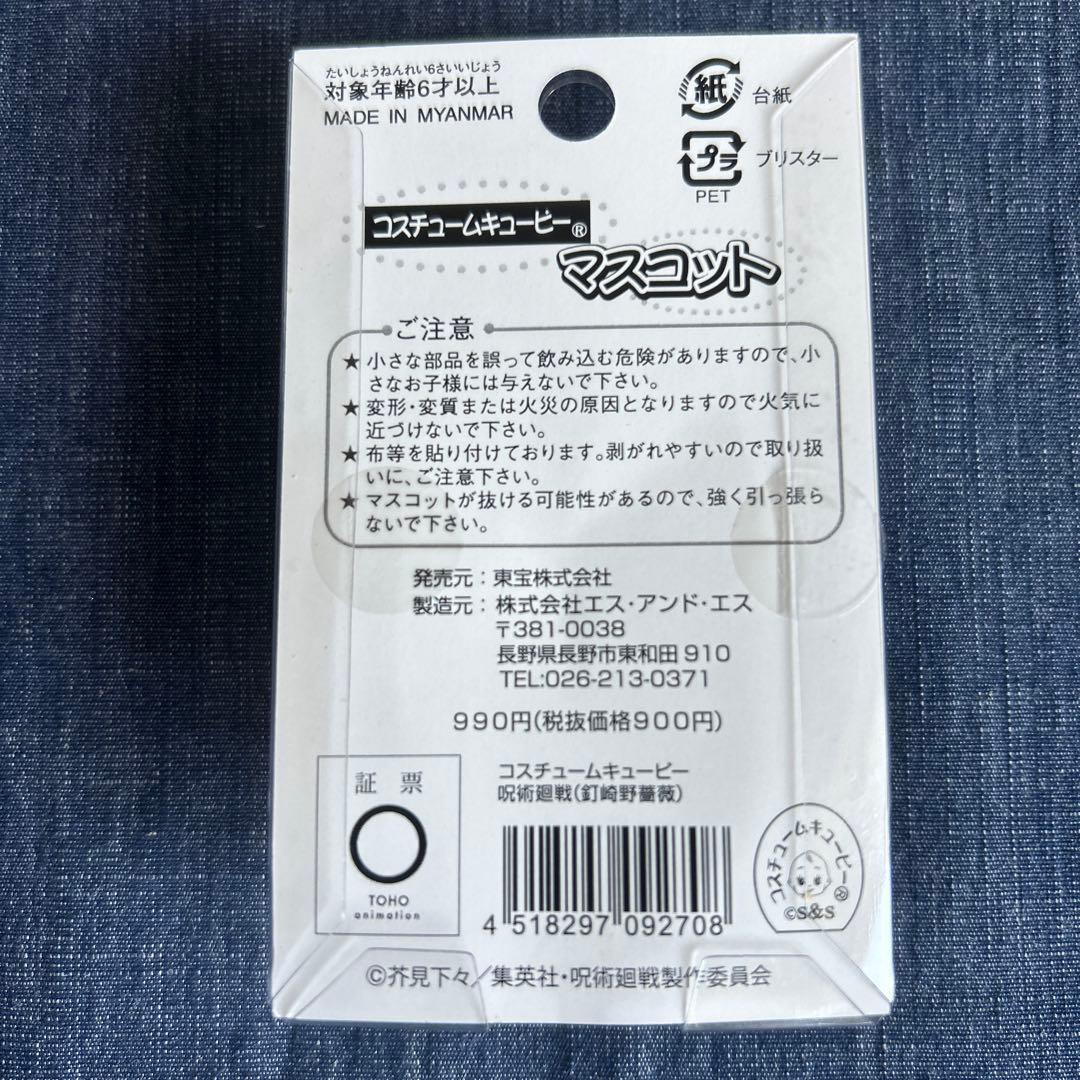 たいしょうねんれい6さいいじょう
対象年齢6才以上
MADE IN MYANMAR
紙
台紙
プラ
ブリスター
PET
コスチュームキューピー®
マスコット
ご注意
★ 小さな部品を誤って飲み込む危険がありますので、小
さなお子様には与えないで下さい。
★ 変形・変質または火災の原因となりますので火気に
近づけないで下さい。
★ 布等を貼り付けております。剥がれやすいので取り扱
いに、ご注意下さい。
★ マスコットが抜ける可能性があるので、強く引っ張ら
ないで下さい。
発売元：東宝株式会社
製造元：株式会社エス・アンド・エス
〒381-0038
長野県長野市東和田 910
TEL:026-213-0371
990円(税抜価格900円)
証票
TOHO
animation
コスチュームキューピー
呪術廻戦(釘崎野薔薇)
4 518297 092708
コスチュームキューピー®
©S&S
©芥見下々／集英社・呪術廻戦製作委員会